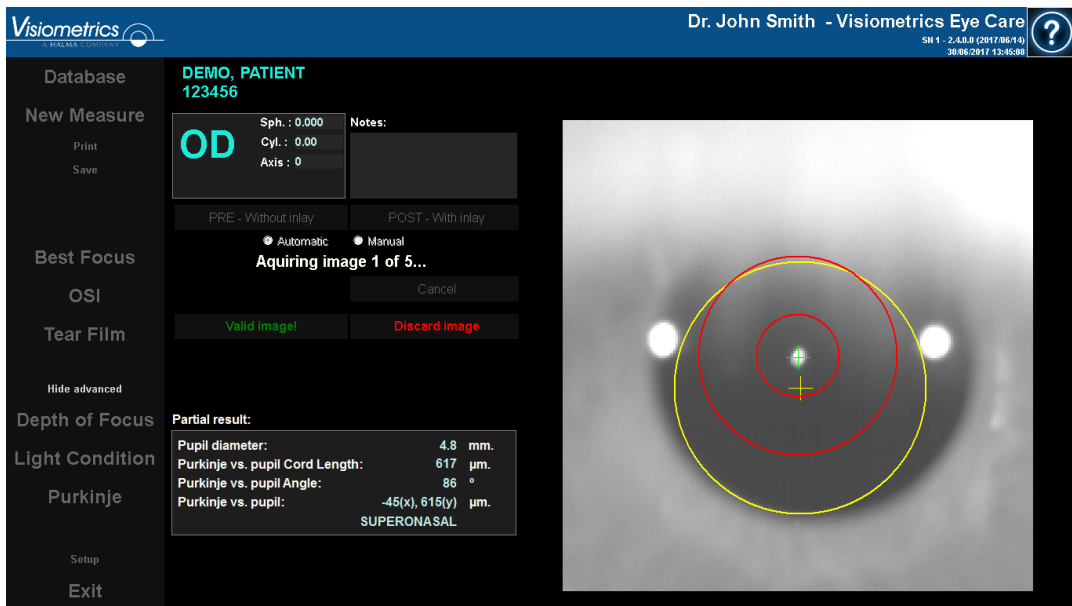 Visiometrics
A HALMA COMPANY
Dr. John Smith - Visiometrics Eye Care
SN 1 - 2.4.0.0 (2017/06/14)
30/06/2017 13:45:08
?
Database
New Measure
Print
Save
Best Focus
OSI
Tear Film
Hide advanced
Depth of Focus
Light Condition
Purkinje
Setup
Exit
DEMO, PATIENT
123456
OD
Sph. : 0.000
Cyl. : 0.00
Axis : 0
Notes:
PRE - Without inlay
POST - With inlay
Automatic
Manual
Aquiring image 1 of 5...
Cancel
Valid image!
Discard image
Partial result:
Pupil diameter: 4.8 mm.
Purkinje vs. pupil Cord Length: 617 µm.
Purkinje vs. pupil Angle: 86 º
Purkinje vs. pupil: -45(x), 615(y) µm.
SUPERONASAL